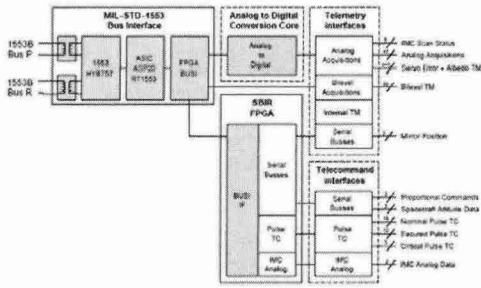 MIL-STD-1553
Bus Interface
Analog to Digital
Conversion Core
Telemetry
interfaces
1553B
Bus P
1553B
Bus R
1553
ASIC
RT1553
FPGA
BUSI
Analog
to
Digital
Analog
Acquisitions
Bilevel
Acquisitions
Internal TM
Serial
Busses
IMC Scan Status
Analog Acquisitions
Servo Error + Albedo TM
Bilevel TM
Mirror Position
SBIR
FPGA
BUSI
IF
Serial
Busses
Pulse
TC
IMC
Analog
Telecommand
interfaces
Serial
Busses
Pulse
TC
IMC
Analog
Proportional Commands
Spacecraft Attitude Data
Nominal Pulse TC
Secured Pulse TC
Critical Pulse TC
IMC Analog Data